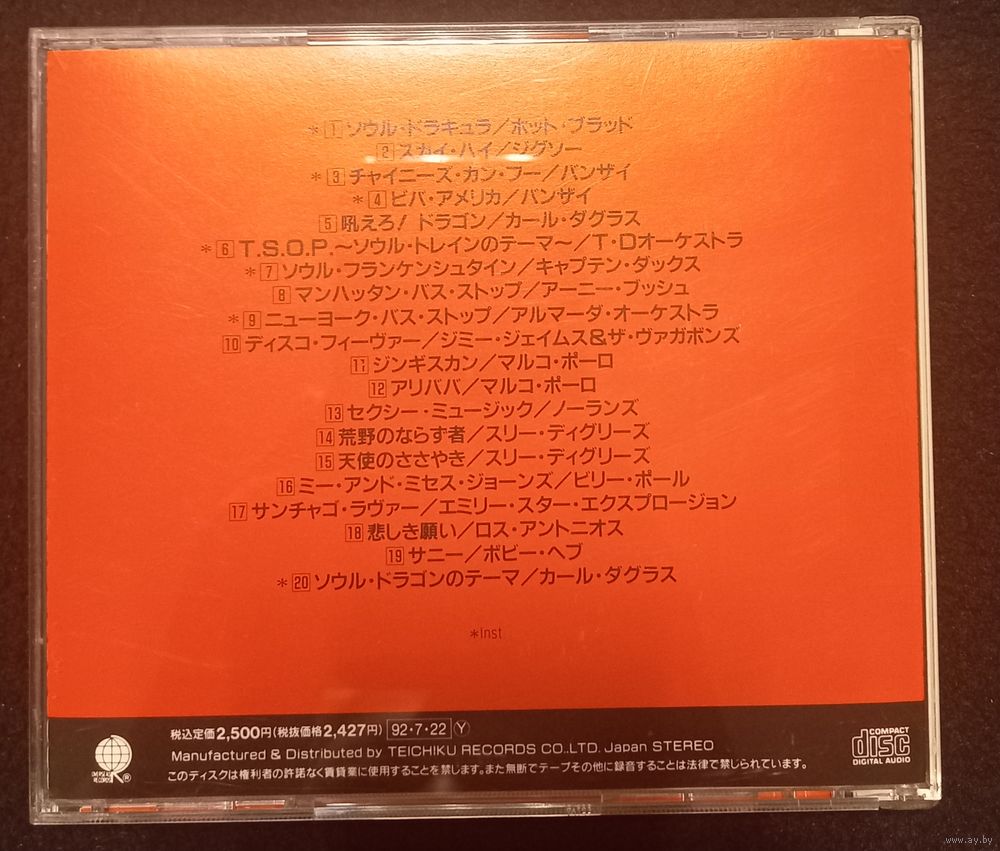 *1 ソウル・ドラキュラ/ホット・ブラッド
2 スカイ・ハイ/ジグソー
*3 チャイニーズ・カン・フー/バンザイ
*4 ビバ・アメリカ/バンザイ
5 吼えろ! ドラゴン/カール・ダグラス
*6 T.S.O.P.~ソウル・トレインのテーマ~/T・Dオーケストラ
*7 ソウル・フランケンシュタイン/キャプテン・ダックス
8 マンハッタン・バス・ストップ/アーニー・ブッシュ
*9 ニューヨーク・バス・ストップ/アルマーダ・オーケストラ
10 ディスコ・フィーヴァー/ジミー・ジェイムス&ザ・ヴァガボンズ
11 ジンギスカン/マルコ・ポーロ
12 アリババ/マルコ・ポーロ
13 セクシー・ミュージック/ノーランズ
14 荒野のならず者/スリー・ディグリーズ
15 天使のささやき/スリー・ディグリーズ
16 ミー・アンド・ミセス・ジョーンズ/ビリー・ポール
17 サンチャゴ・ラヴァー/エミリー・スター・エクスプロージョン
18 悲しき願い/ロス・アントニオス
19 サニー/ボビー・ヘブ
*20 ソウル・ドラゴンのテーマ/カール・ダグラス
*Inst
税込定価2,500円(税抜価格2,427円) 92・7・22 Y
Manufactured & Distributed by TEICHIKU RECORDS CO.,LTD. Japan STEREO
このディスクは権利者の許諾なく賃貸業に使用することを禁じます。また無断でテープその他に録音することは法律で禁じられています。
OVERSEAS RECORDS ®
COMPACT
disc
DIGITAL AUDIO
www.ay.by